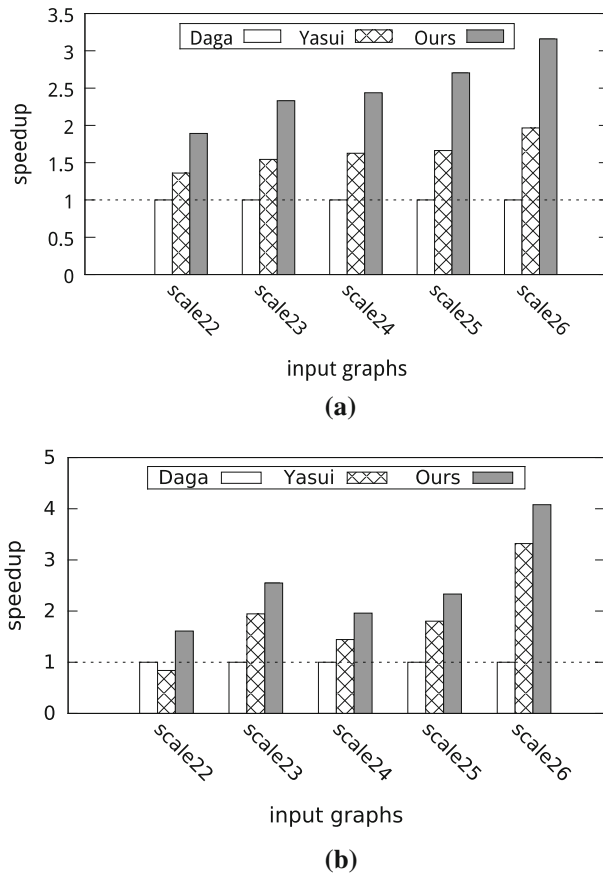 3.5
3
2.5
2
1.5
1
0.5
0
speedup
Daga Yasui Ours
scale22
scale23
scale24
scale25
scale26
input graphs
(a)
5
4
3
2
1
0
speedup
Daga Yasui Ours
scale22
scale23
scale24
scale25
scale26
input graphs
(b)